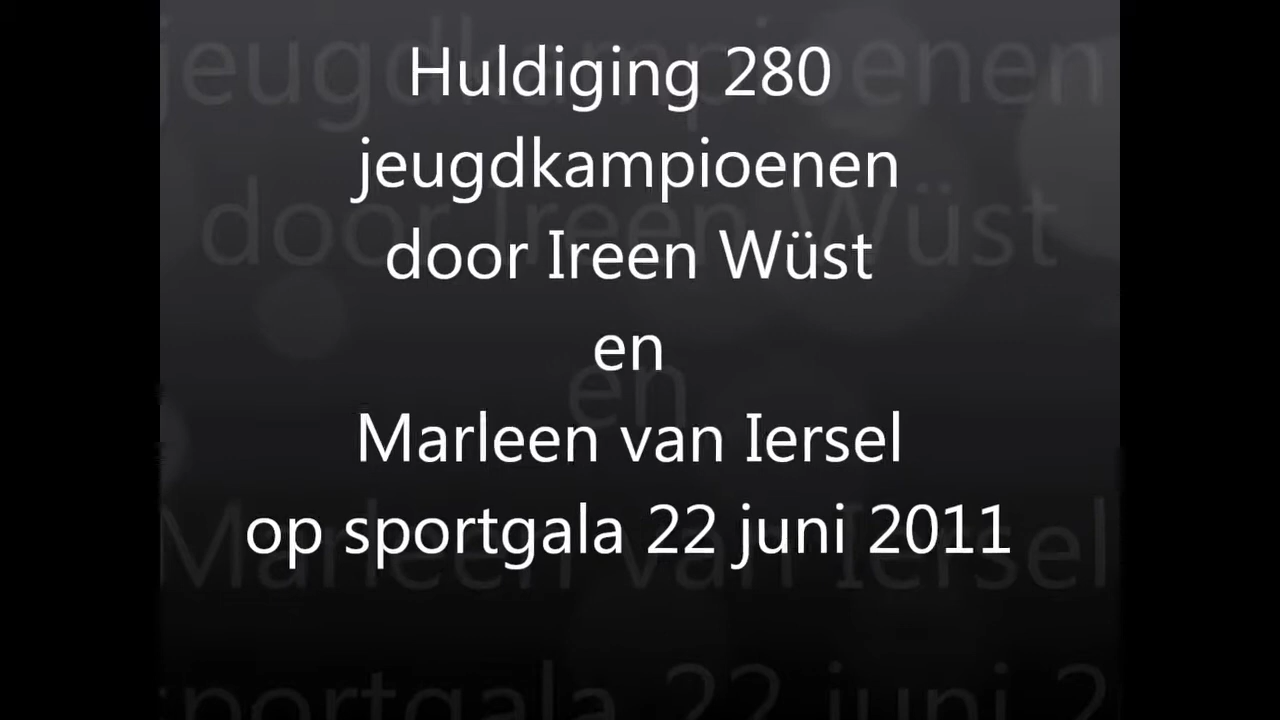 Huldiging 280
jeugdkampioenen
door Ireen Wüst
en
Marleen van Iersel
op sportgala 22 juni 2011